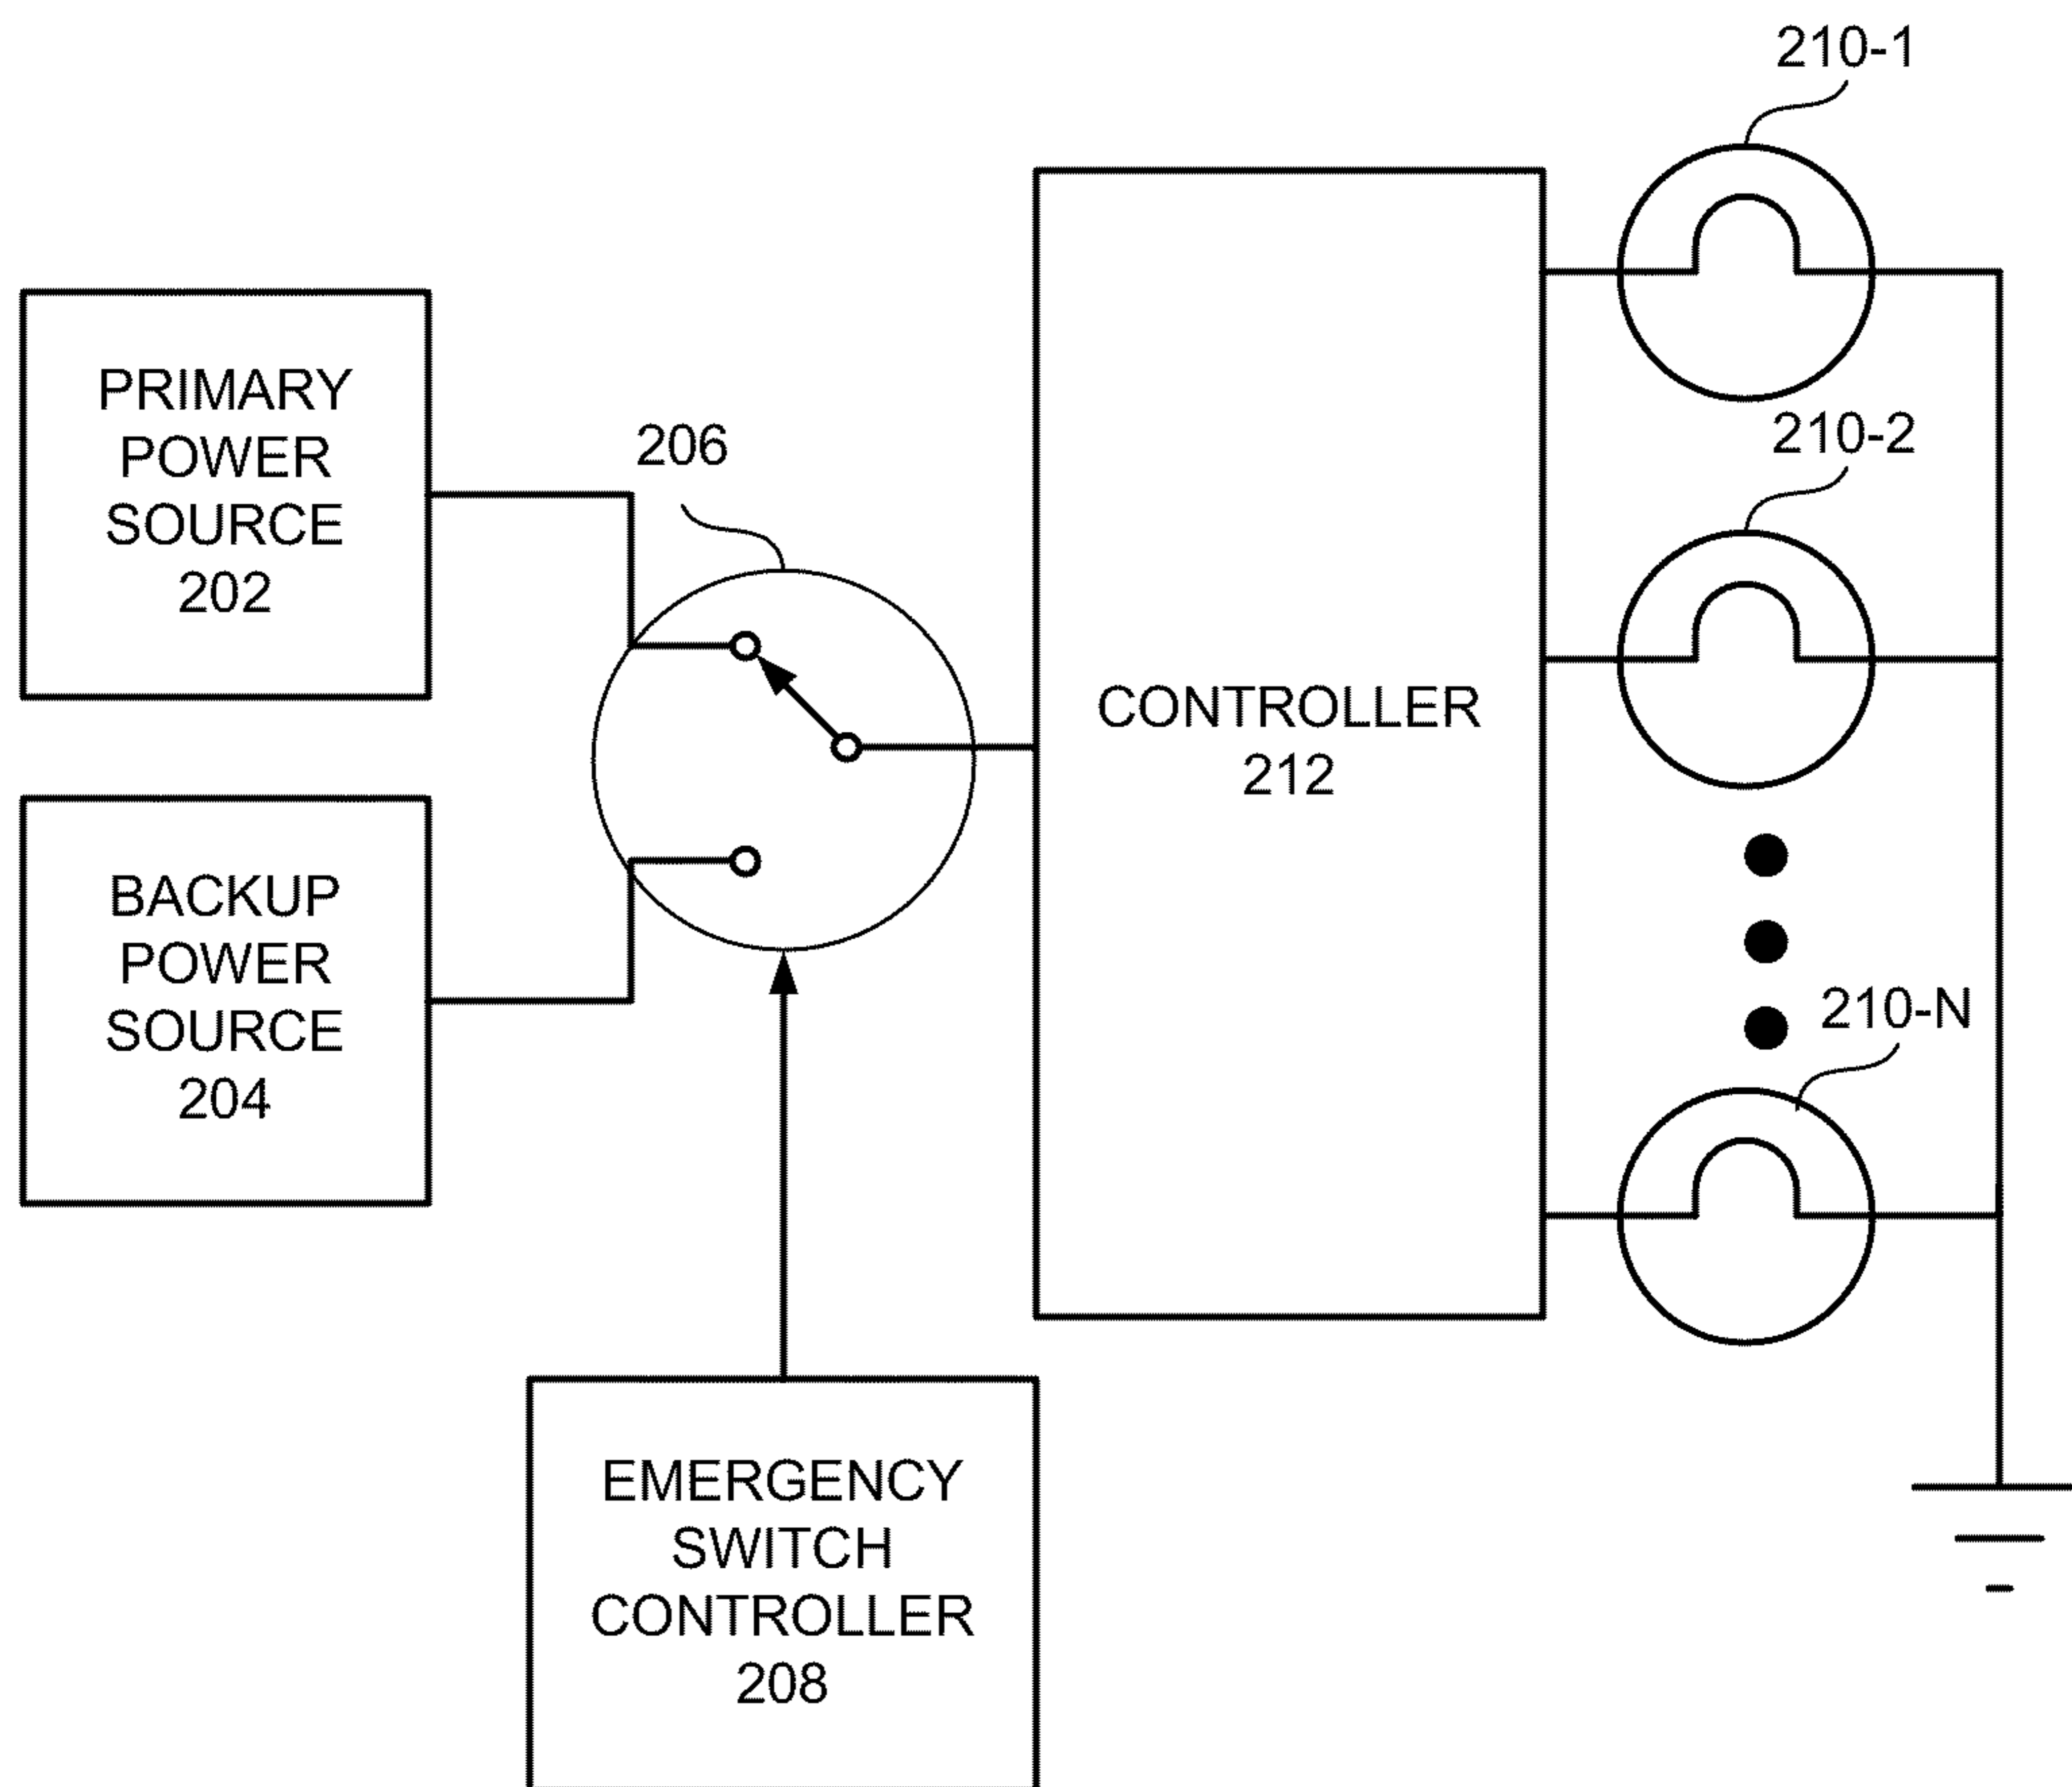 210-1
PRIMARY
POWER
SOURCE
202
206
210-2
CONTROLLER
212
BACKUP
POWER
SOURCE
204
210-N
EMERGENCY
SWITCH
CONTROLLER
208